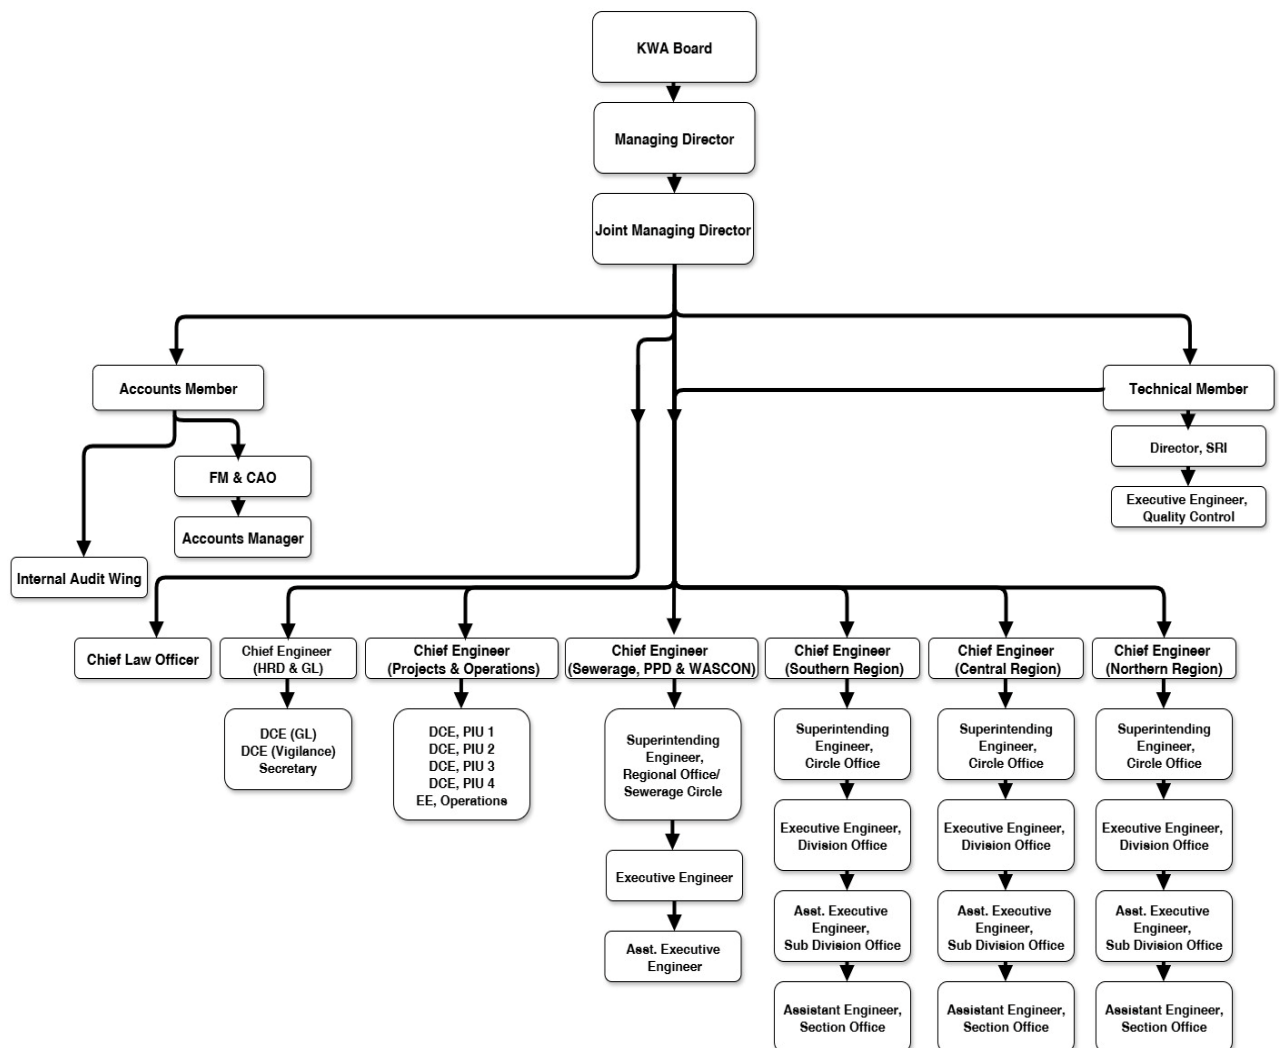 KWA Board
Managing Director
Joint Managing Director
Accounts Member
Technical Member
FM & CAO
Director, SRI
Accounts Manager
Executive Engineer,
Quality Control
Internal Audit Wing
Chief Law Officer
Chief Engineer
(HRD & GL)
Chief Engineer
(Projects & Operations)
Chief Engineer
(Sewerage, PPD & WASCON)
Chief Engineer
(Southern Region)
Chief Engineer
(Central Region)
Chief Engineer
(Northern Region)
DCE (GL)
DCE (Vigilance)
Secretary
DCE, PIU 1
DCE, PIU 2
DCE, PIU 3
DCE, PIU 4
EE, Operations
Superintending
Engineer,
Regional Office/
Sewerage Circle
Executive Engineer
Asst. Executive
Engineer
Superintending
Engineer,
Circle Office
Executive Engineer,
Division Office
Asst. Executive
Engineer,
Sub Division Office
Assistant Engineer,
Section Office
Superintending
Engineer,
Circle Office
Executive Engineer,
Division Office
Asst. Executive
Engineer,
Sub Division Office
Assistant Engineer,
Section Office
Superintending
Engineer,
Circle Office
Executive Engineer,
Division Office
Asst. Executive
Engineer,
Sub Division Office
Assistant Engineer,
Section Office